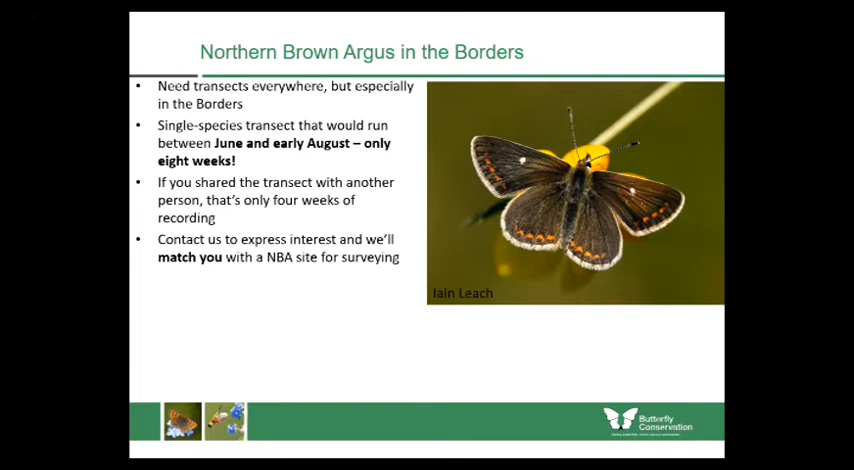 Northern Brown Argus in the Borders
• Need transects everywhere, but especially
in the Borders
• Single-species transect that would run
between June and early August – only
eight weeks!
• If you shared the transect with another
person, that's only four weeks of
recording
• Contact us to express interest and we'll
match you with a NBA site for surveying
Iain Leach
Butterfly
Conservation